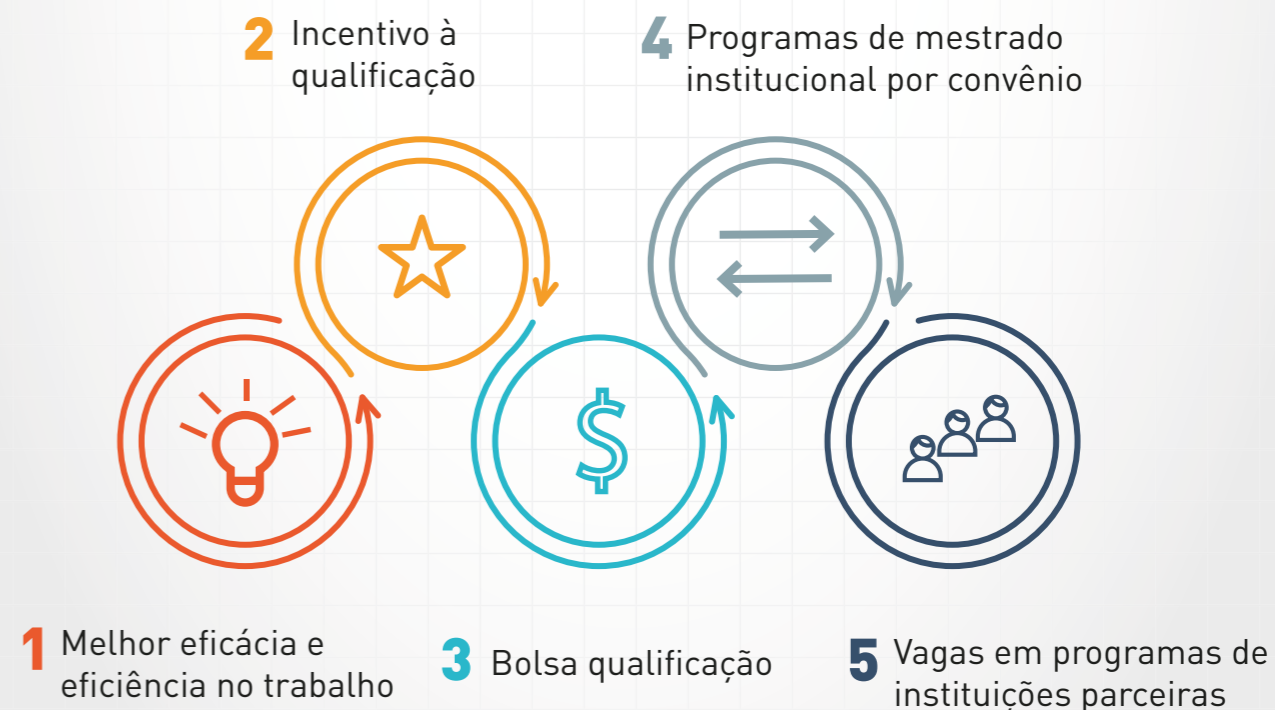 2 Incentivo à
qualificação
4 Programas de mestrado
institucional por convênio
$
1 Melhor eficácia e
eficiência no trabalho
3 Bolsa qualificação
5 Vagas em programas de
instituições parceiras